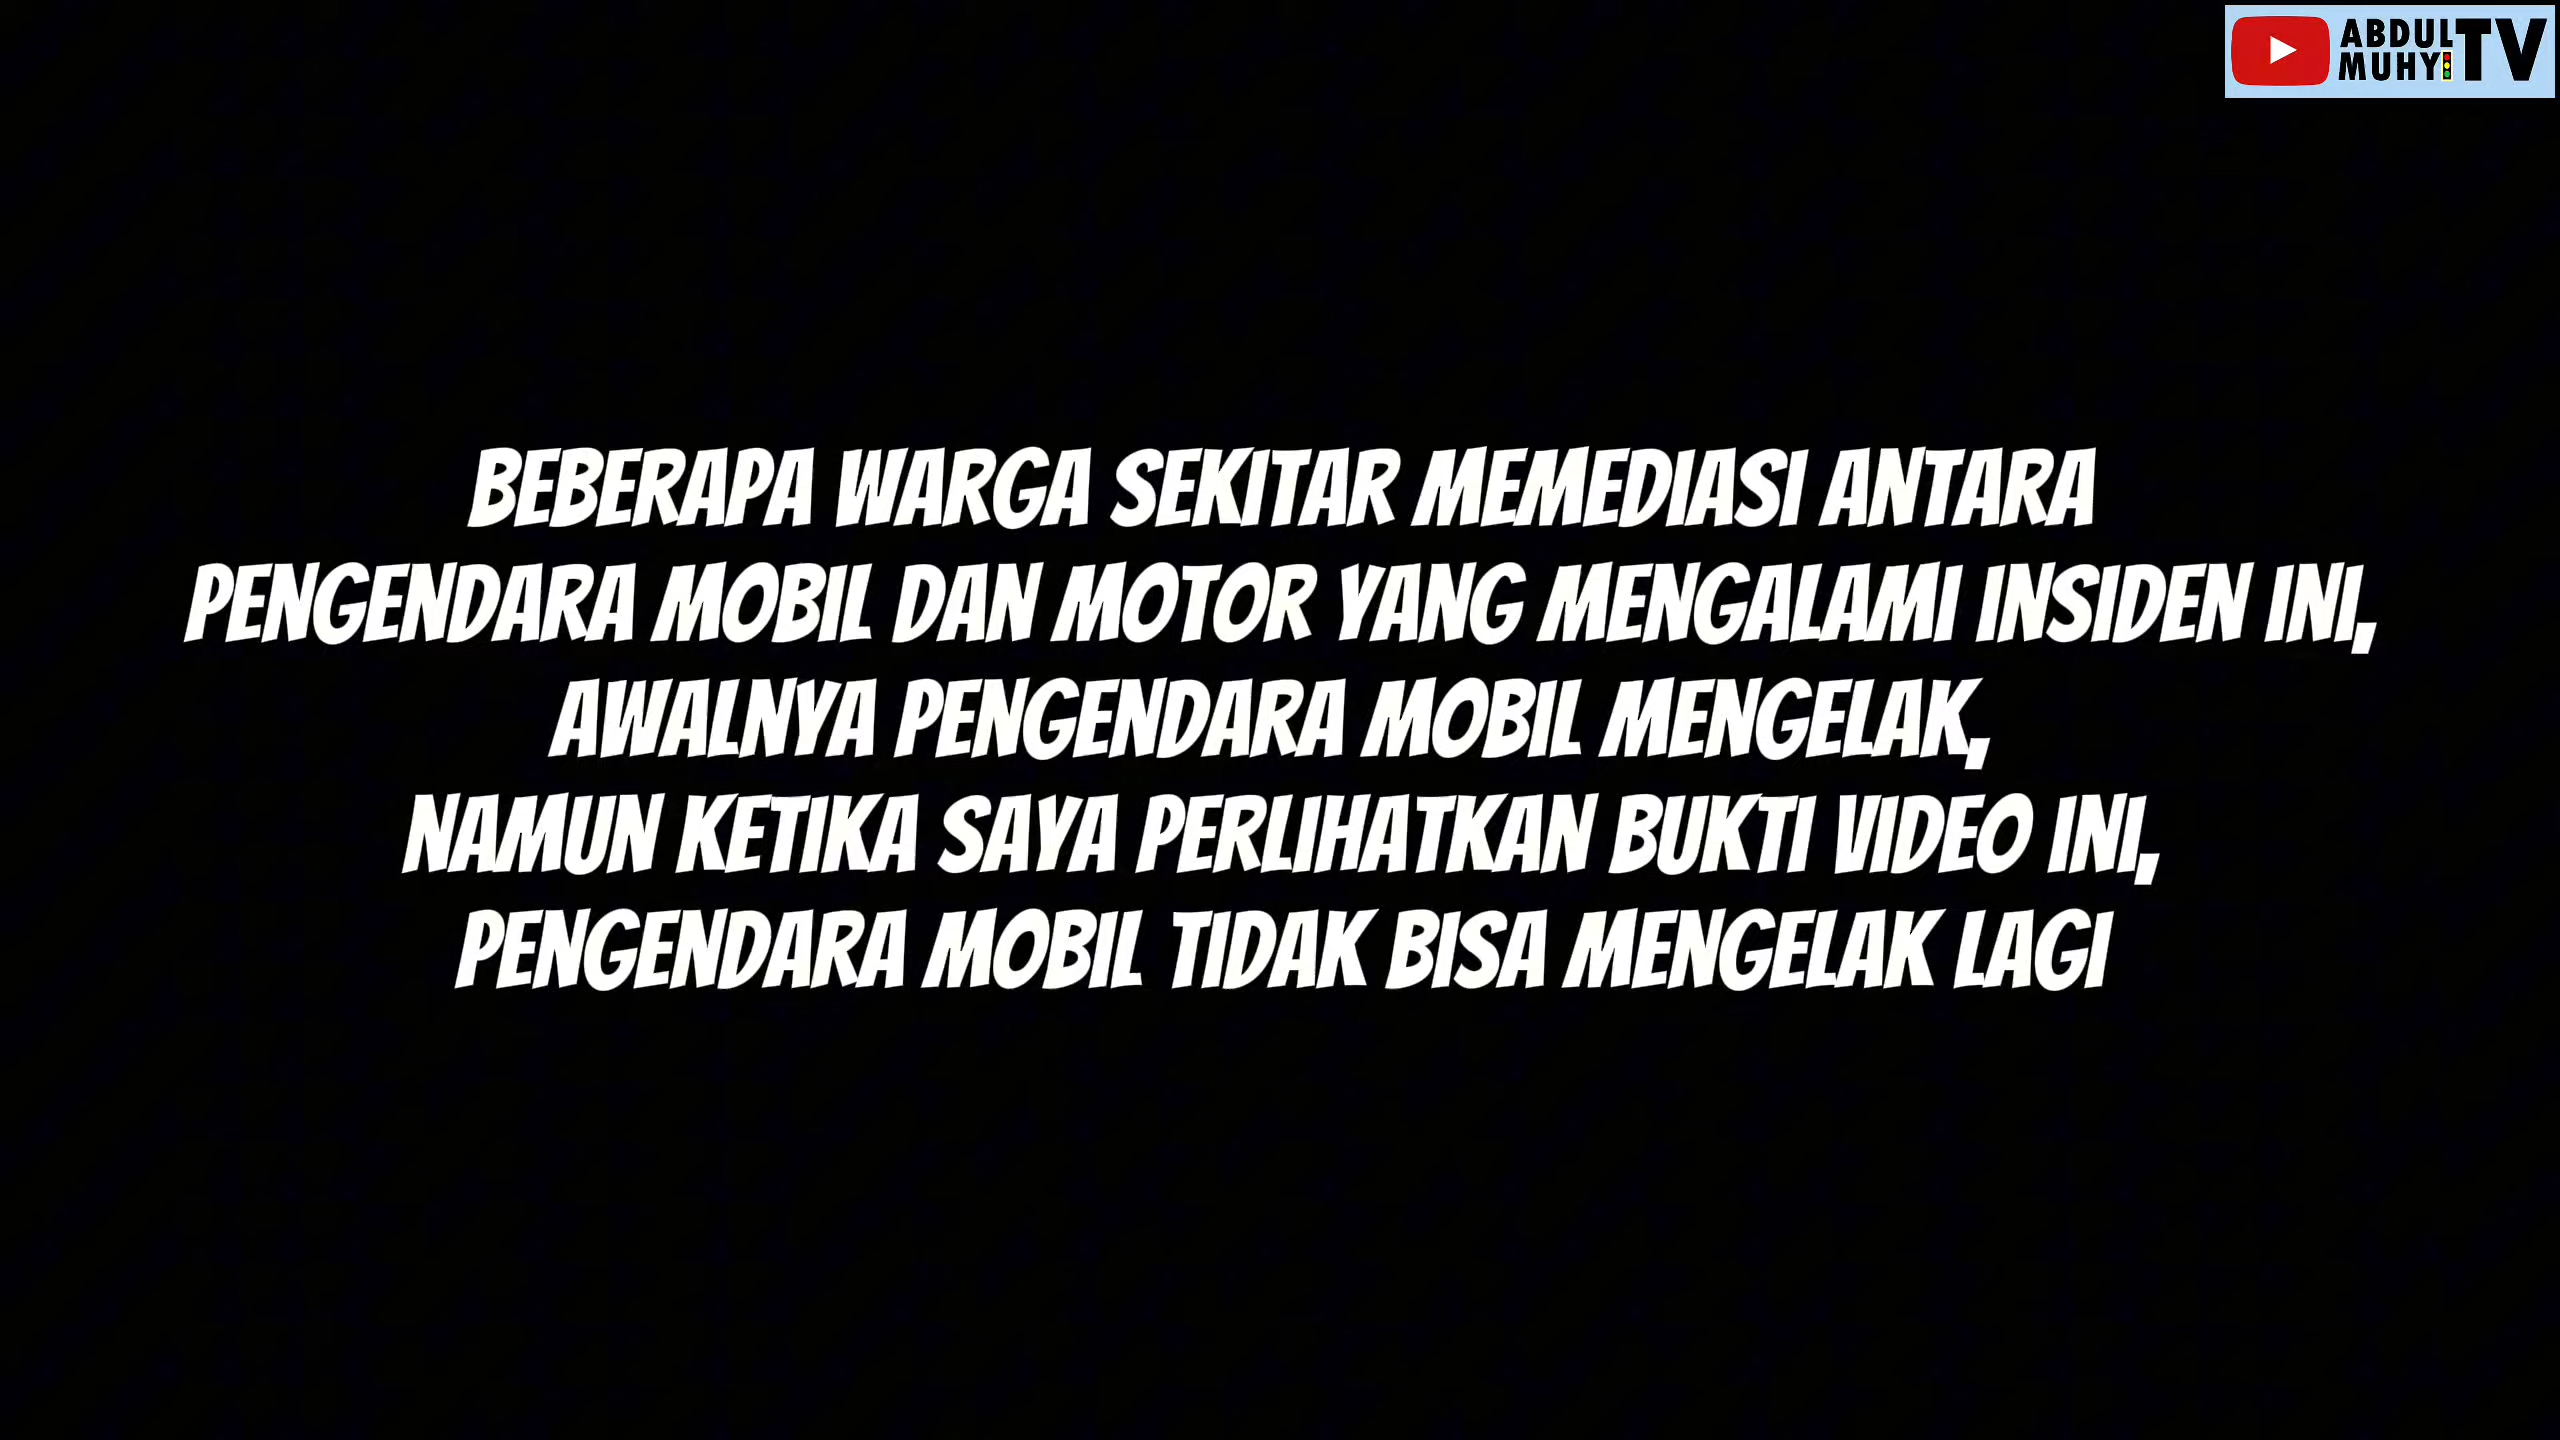 ABDUL
MUHYI TV
BEBERAPA WARGA SEKITAR MEMEDIASI ANTARA
PENGENDARA MOBIL DAN MOTOR YANG MENGALAMI INSIDEN INI,
AWALNYA PENGENDARA MOBIL MENGELAK,
NAMUN KETIKA SAYA PERLIHATKAN BUKTI VIDEO INI,
PENGENDARA MOBIL TIDAK BISA MENGELAK LAGI